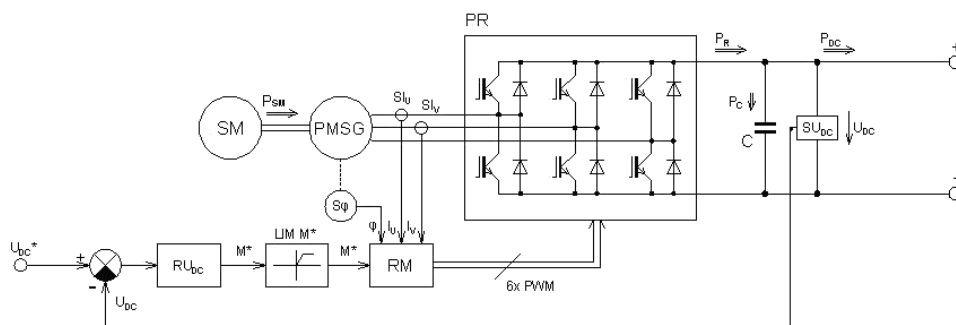 PR
P_R
P_DC
+
P_SM
SI_U
SI_V
SM
PMSG
P_C
C
SU_DC
U_DC
-
Sφ
φ
I_U
I_V
U_DC*
+
-
U_DC
RU_DC
M*
LIM M*
M*
RM
6x PWM